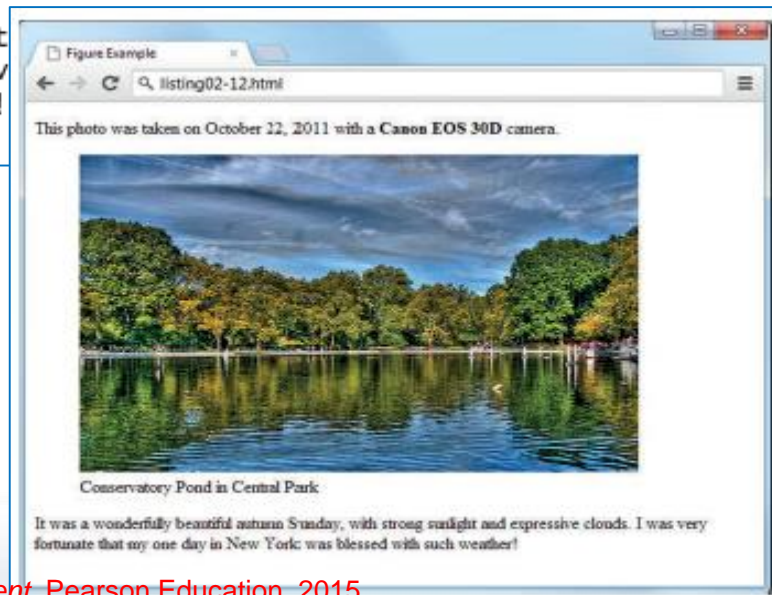 Figure Example
listing02-12.html
This photo was taken on October 22, 2011 with a Canon EOS 30D camera.
Conservatory Pond in Central Park
It was a wonderfully beautiful autumn Sunday, with strong sunlight and expressive clouds. I was very
fortunate that my one day in New York was blessed with such weather!
Pearson Education, 2015